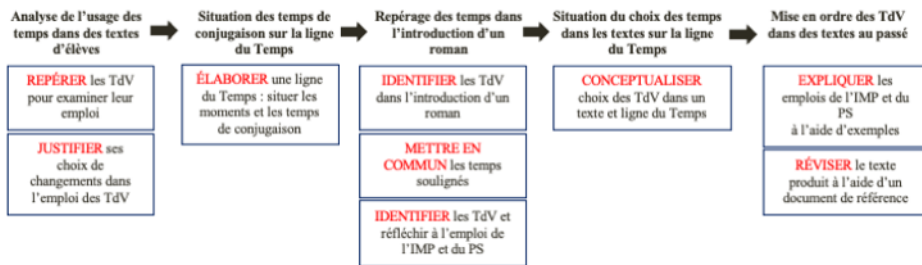 Analyse de l'usage des
temps dans des textes
d'élèves
REPÉRER les TdV
pour examiner leur
emploi
JUSTIFIER ses
choix de
changements dans
l'emploi des TdV
Situation des temps de
conjugaison sur la ligne
du Temps
ÉLABORER une ligne
du Temps : situer les
moments et les temps
de conjugaison
Repérage des temps dans
l'introduction d'un
roman
IDENTIFIER les TdV
dans l'introduction d'un
roman
METTRE EN
COMMUN les temps
soulignés
IDENTIFIER les TdV et
réfléchir à l'emploi de
l'IMP et du PS
Situation du choix des temps
dans les textes sur la ligne
du Temps
CONCEPTUALISER
choix des TdV dans un
texte et ligne du Temps
Mise en ordre des TdV
dans des textes au passé
EXPLIQUER les
emplois de l'IMP et du
PS
à l'aide d'exemples
RÉVISER le texte
produit à l'aide d'un
document de référence